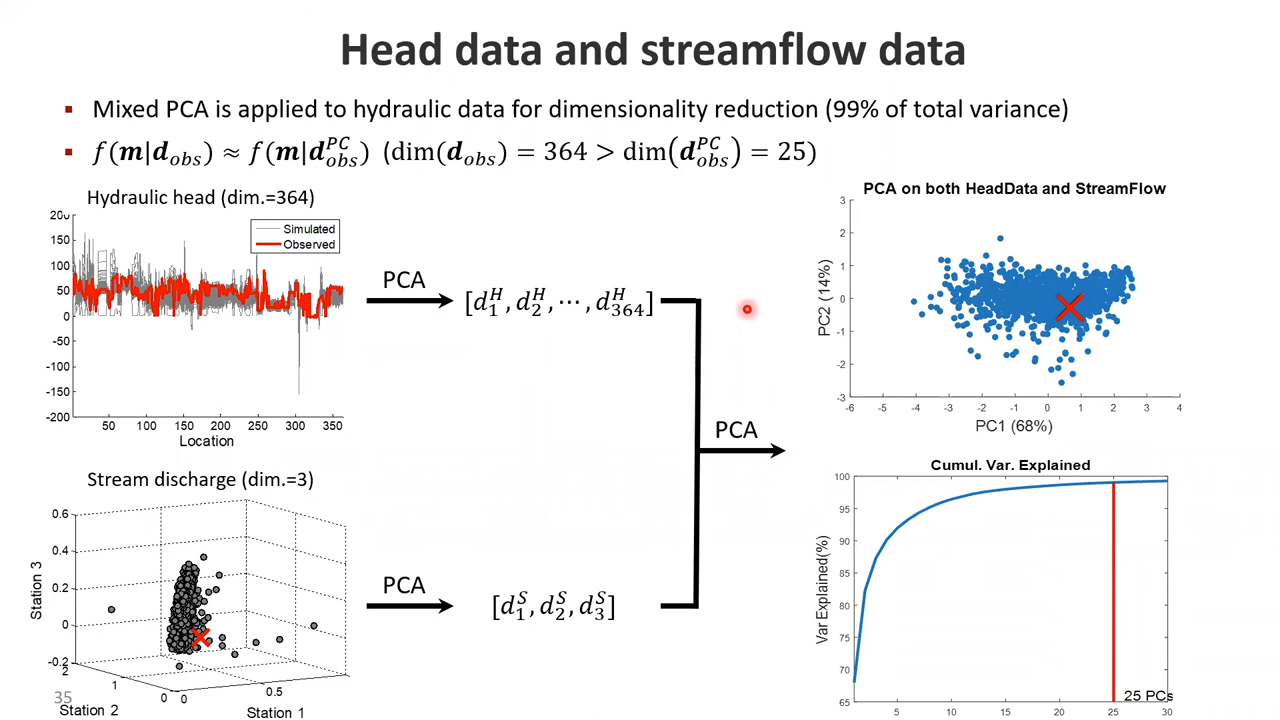 Head data and streamflow data
▪ Mixed PCA is applied to hydraulic data for dimensionality reduction (99% of total variance)
▪ f(m|d_obs) ≈ f(m|d_obs^PC) (dim(d_obs) = 364 > dim(d_obs^PC) = 25)
Hydraulic head (dim.=364)
200
150
100
50
0
-50
-100
-150
-200
Simulated
Observed
50 100 150 200 250 300 350
Location
PCA
[d_1^H, d_2^H, ⋯, d_364^H]
PCA on both HeadData and StreamFlow
3
2
1
0
-1
-2
-3
PC2 (14%)
-6 -5 -4 -3 -2 -1 0 1 2 3 4
PC1 (68%)
PCA
Stream discharge (dim.=3)
0.6
0.4
0.2
0
-0.2
Station 3
2
1
0
Station 2
0
0.5
Station 1
PCA
[d_1^S, d_2^S, d_3^S]
Cumul. Var. Explained
100
95
90
85
80
75
70
65
Var Explained(%)
25 PCs
5 10 15 20 25 30
35